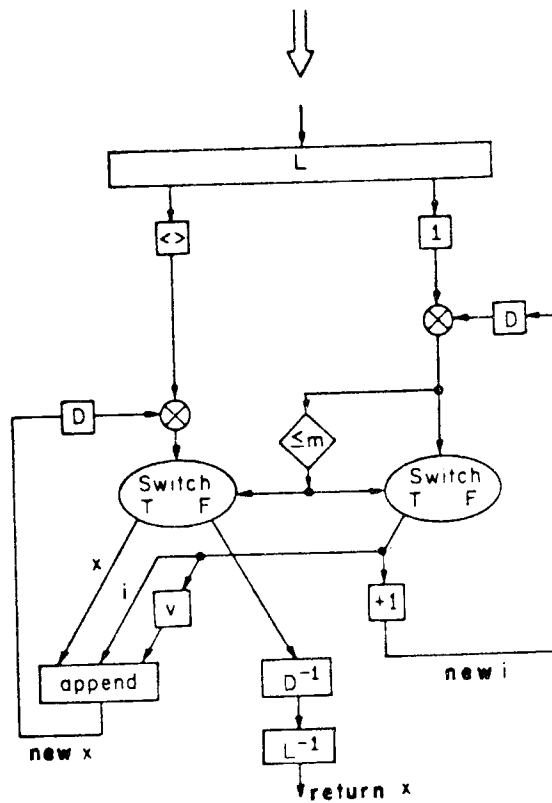 L
<> 1
D
D
≤m
Switch
T F
Switch
T F
x
i
v
+1
append
D⁻¹
new i
new x
L⁻¹
return x